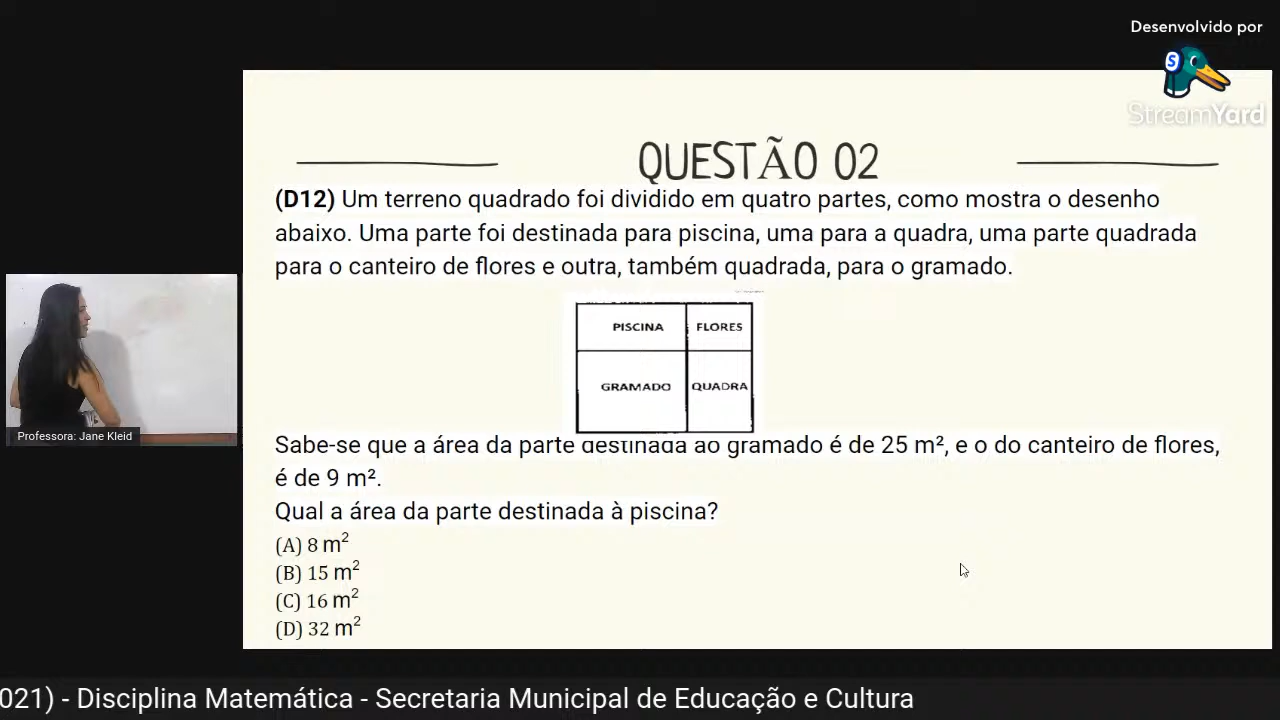 Desenvolvido por
S
StreamYard
QUESTÃO 02
(D12) Um terreno quadrado foi dividido em quatro partes, como mostra o desenho
abaixo. Uma parte foi destinada para piscina, uma para a quadra, uma parte quadrada
para o canteiro de flores e outra, também quadrada, para o gramado.
PISCINA FLORES
GRAMADO QUADRA
Sabe-se que a área da parte destinada ao gramado é de 25 m², e o do canteiro de flores,
é de 9 m².
Qual a área da parte destinada à piscina?
(A) 8 m²
(B) 15 m²
(C) 16 m²
(D) 32 m²
Professora: Jane Kleid
021) - Disciplina Matemática - Secretaria Municipal de Educação e Cultura